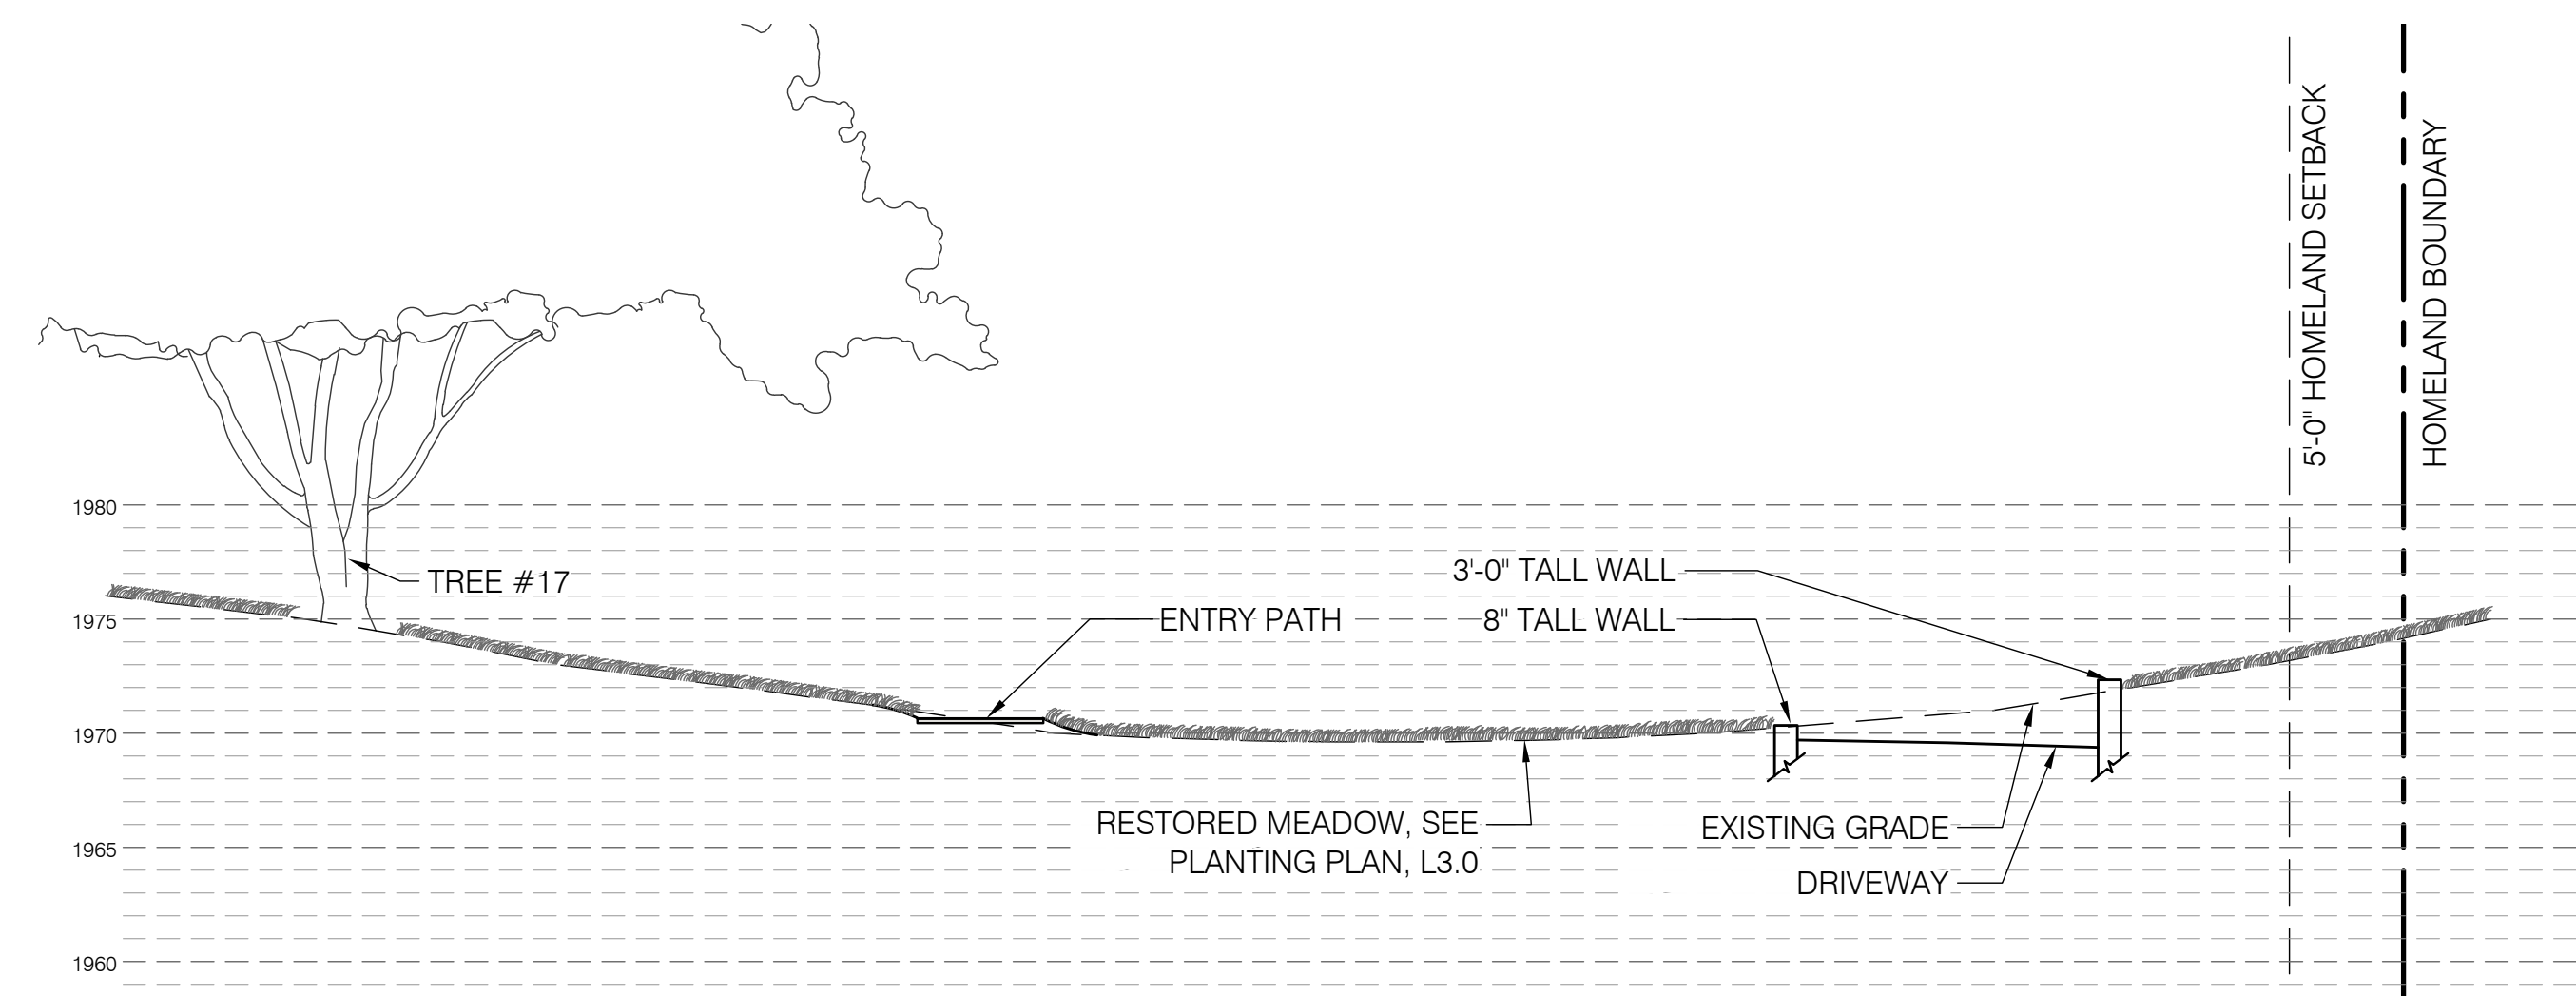 5'-0" HOMELAND SETBACK
HOMELAND BOUNDARY
1980
3'-0" TALL WALL
TREE #17
1975
ENTRY PATH
8" TALL WALL
1970
RESTORED MEADOW, SEE
PLANTING PLAN, L3.0
EXISTING GRADE
1965
DRIVEWAY
1960